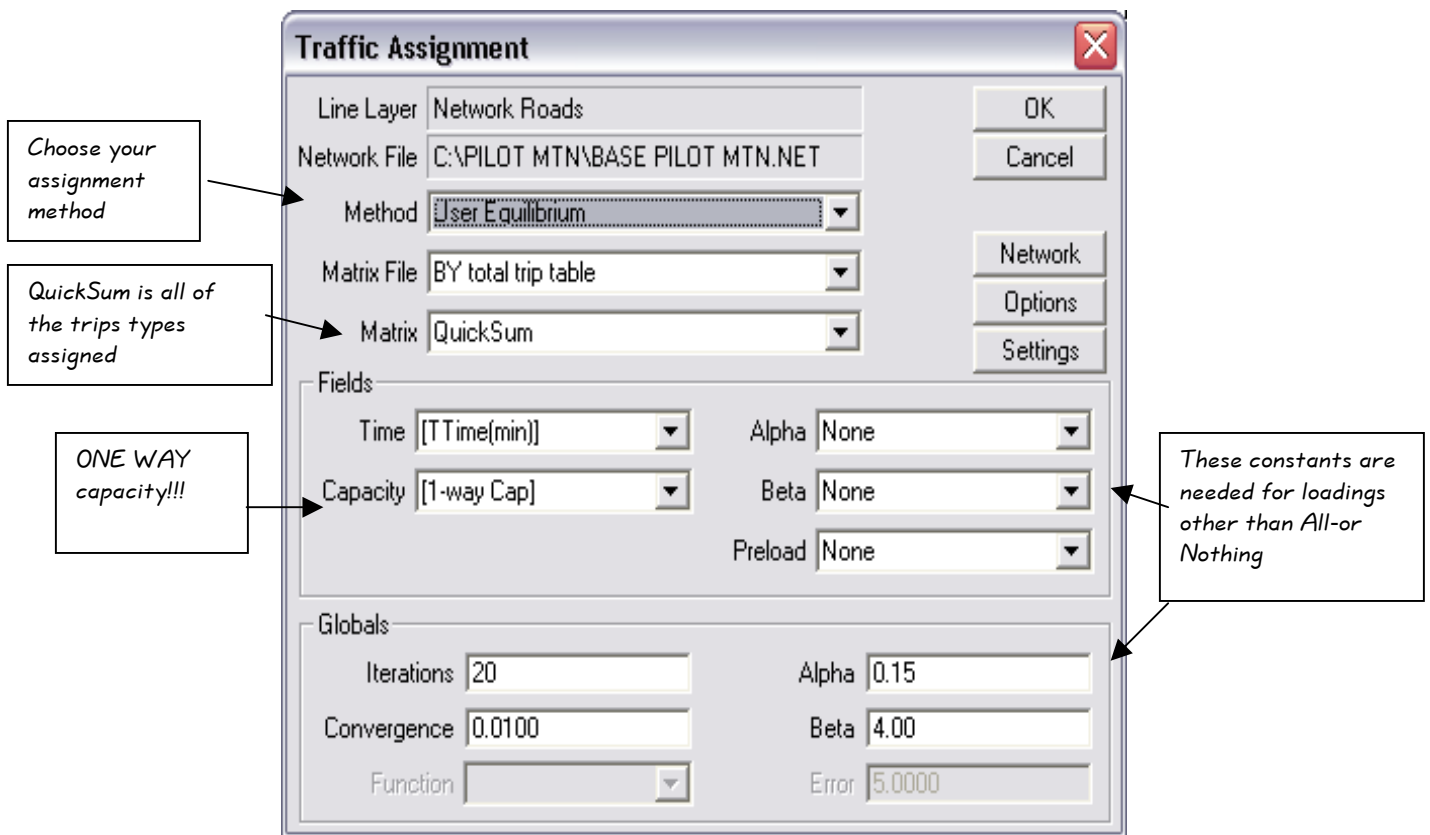 Traffic Assignment
Line Layer Network Roads
OK
Network File C:\PILOT MTN\BASE PILOT MTN.NET
Cancel
Choose your
assignment
method
Method User Equilibrium
Network
Matrix File BY total trip table
Options
QuickSum is all of
the trips types
assigned
Matrix QuickSum
Settings
Fields
Time [TTime(min)]
Alpha None
ONE WAY
capacity!!!
Capacity [1-way Cap]
Beta None
Preload None
These constants are
needed for loadings
other than All-or
Nothing
Globals
Iterations 20
Alpha 0.15
Convergence 0.0100
Beta 4.00
Function
Error 5.0000